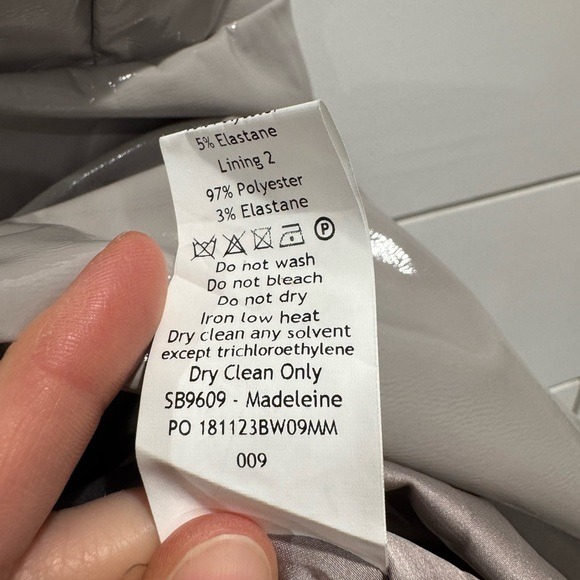 5% Elastane
Lining 2
97% Polyester
3% Elastane
P
Do not wash
Do not bleach
Do not dry
Iron low heat
Dry clean any solvent
except trichloroethylene
Dry Clean Only
SB9609 - Madeleine
PO 181123BW09MM
009